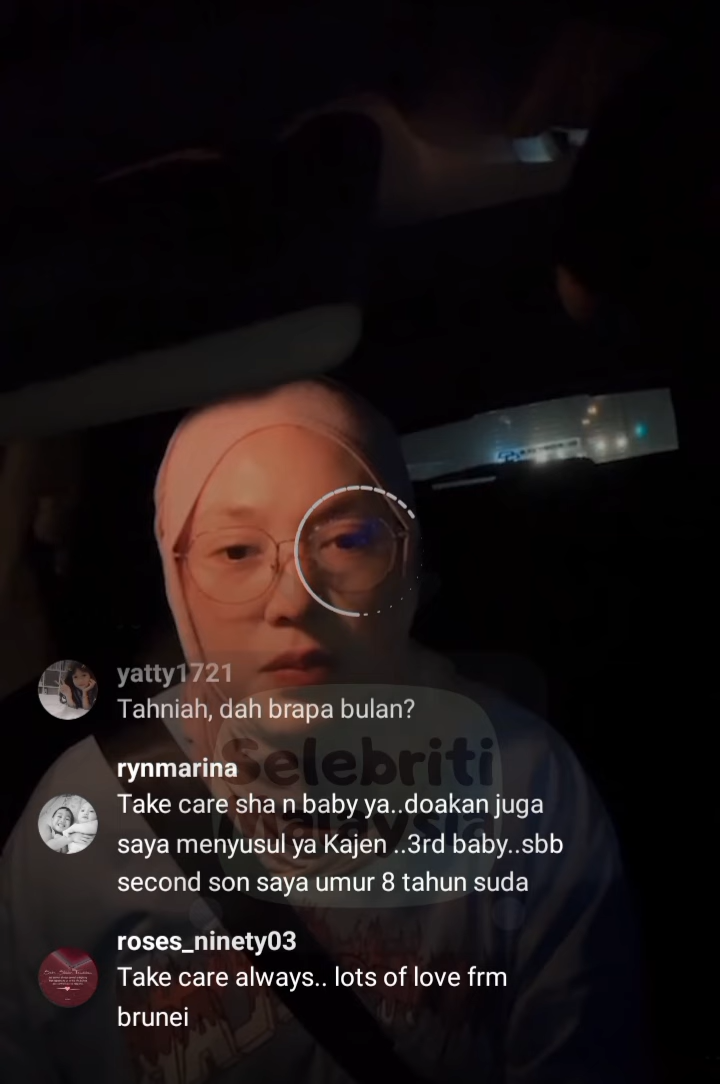 yatty1721
Tahniah, dah brapa bulan?
Selebriti
rynmarina
Take care sha n baby ya..doakan juga
saya menyusul ya Kajen ..3rd baby..sbb
second son saya umur 8 tahun suda
roses_ninety03
Take care always.. lots of love frm
brunei